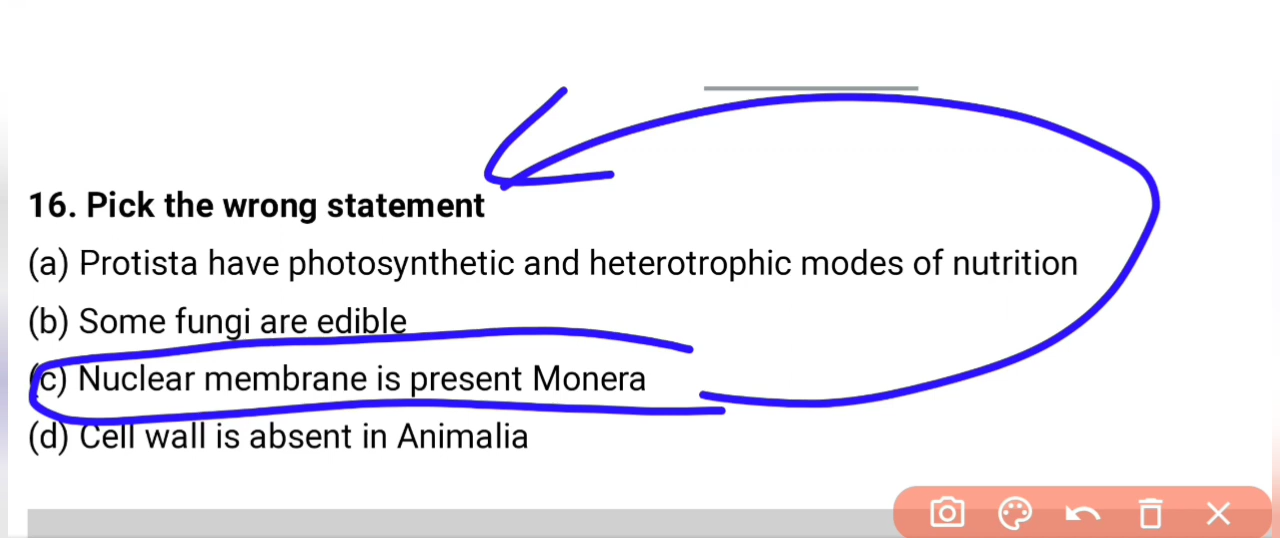 16. Pick the wrong statement
(a) Protista have photosynthetic and heterotrophic modes of nutrition
(b) Some fungi are edible
(c) Nuclear membrane is present Monera
(d) Cell wall is absent in Animalia